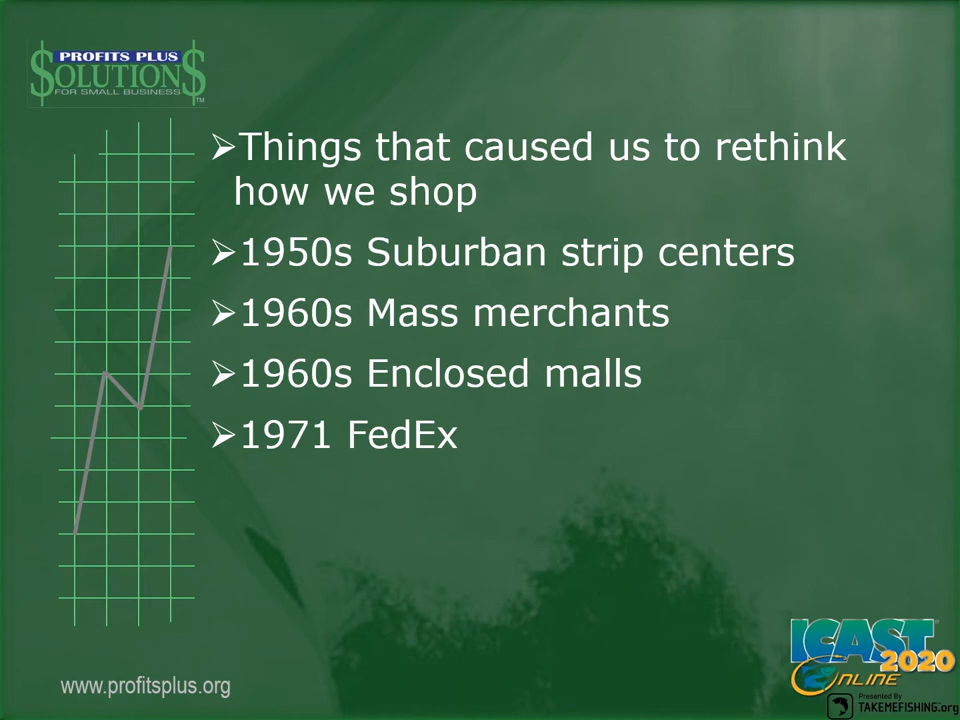 PROFITS PLUS
$OLUTION$
FOR SMALL BUSINESS
TM
➢Things that caused us to rethink
how we shop
➢1950s Suburban strip centers
➢1960s Mass merchants
➢1960s Enclosed malls
➢1971 FedEx
www.profitsplus.org
ICAST
2020
ONLINE
Presented By
TAKEMEFISHING.org